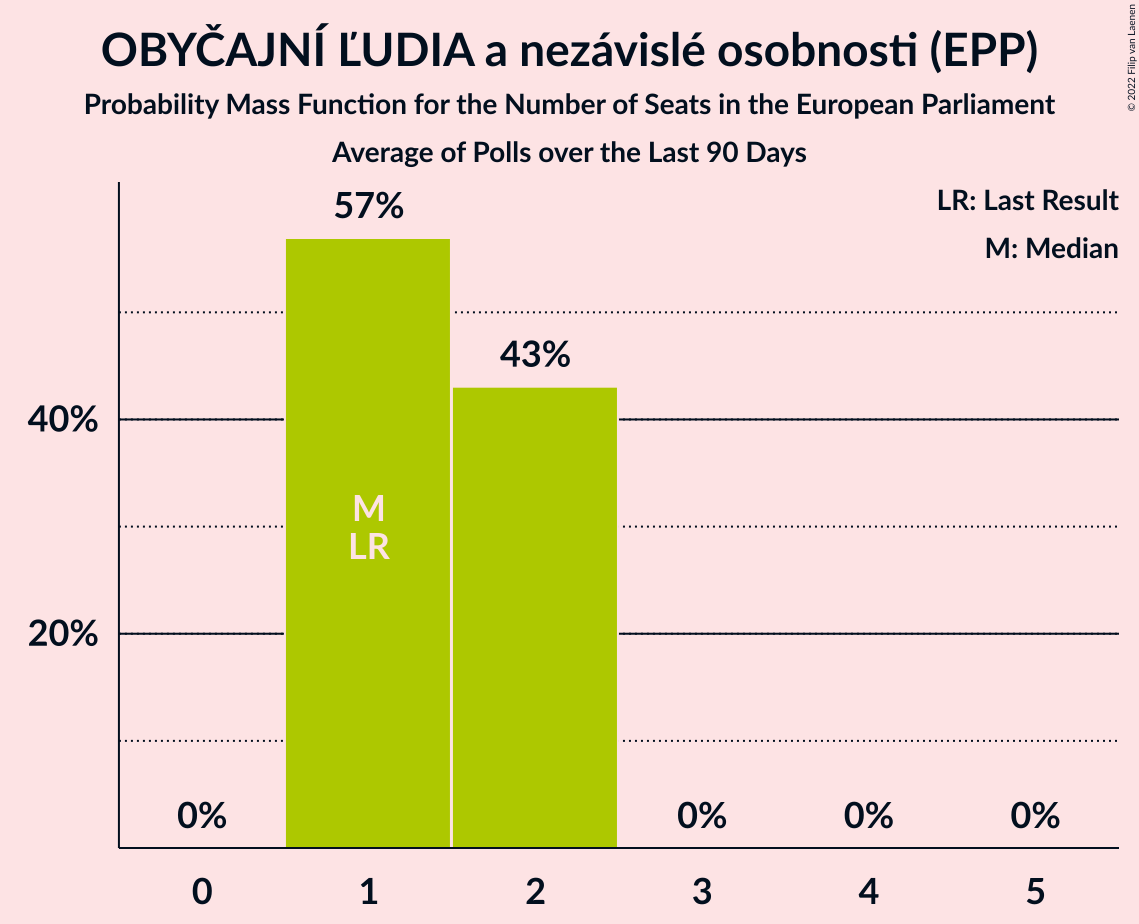 OBYČAJNÍ ĽUDIA a nezávislé osobnosti (EPP)
Probability Mass Function for the Number of Seats in the European Parliament
Average of Polls over the Last 90 Days
© 2022 Filip van Laenen
LR: Last Result
M: Median
57%
43%
40%
M
LR
20%
0% 0% 0% 0%
0 1 2 3 4 5